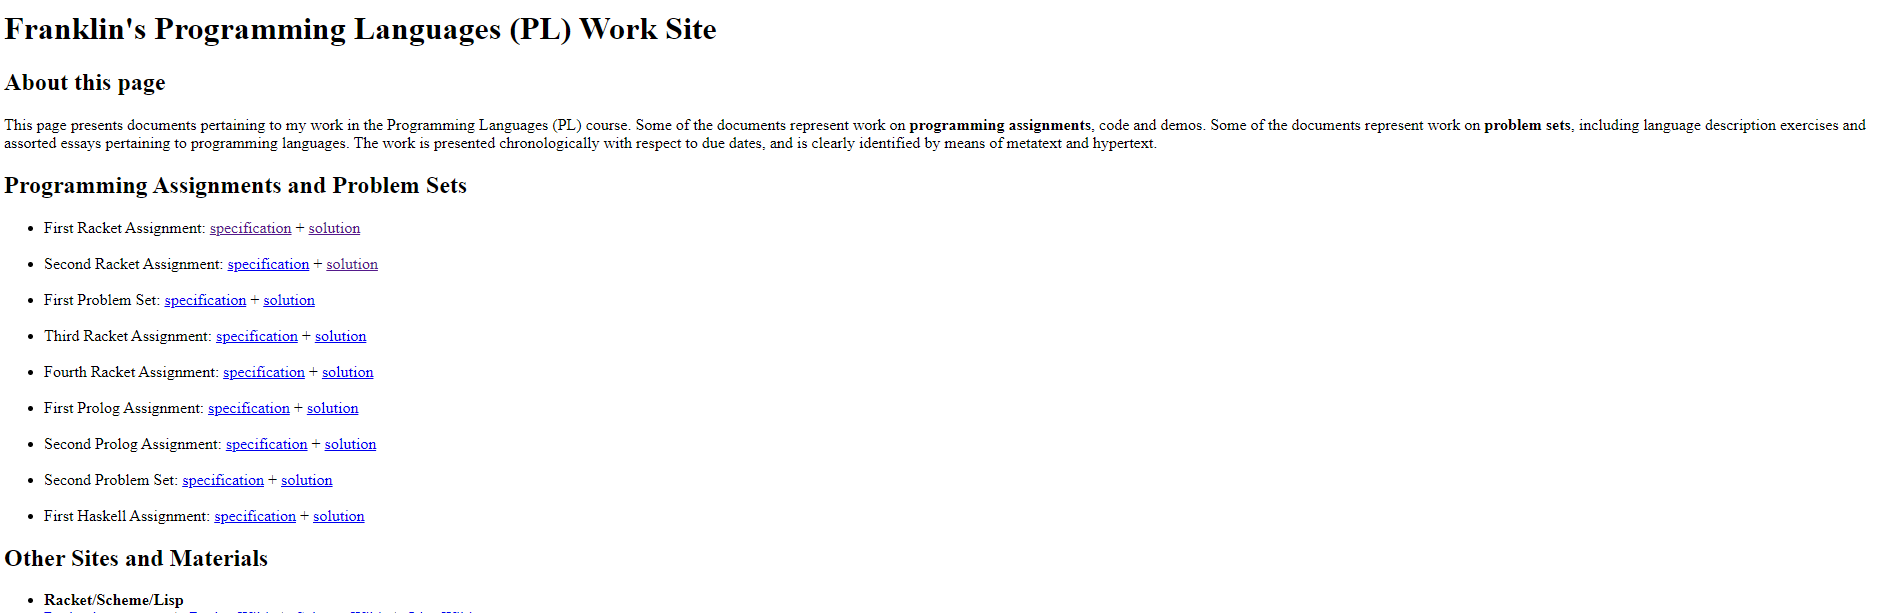 Franklin's Programming Languages (PL) Work Site
About this page
This page presents documents pertaining to my work in the Programming Languages (PL) course. Some of the documents represent work on programming assignments, code and demos. Some of the documents represent work on problem sets, including language description exercises and
assorted essays pertaining to programming languages. The work is presented chronologically with respect to due dates, and is clearly identified by means of metatext and hypertext.
Programming Assignments and Problem Sets
• First Racket Assignment: specification + solution
• Second Racket Assignment: specification + solution
• First Problem Set: specification + solution
• Third Racket Assignment: specification + solution
• Fourth Racket Assignment: specification + solution
• First Prolog Assignment: specification + solution
• Second Prolog Assignment: specification + solution
• Second Problem Set: specification + solution
• First Haskell Assignment: specification + solution
Other Sites and Materials
• Racket/Scheme/Lisp